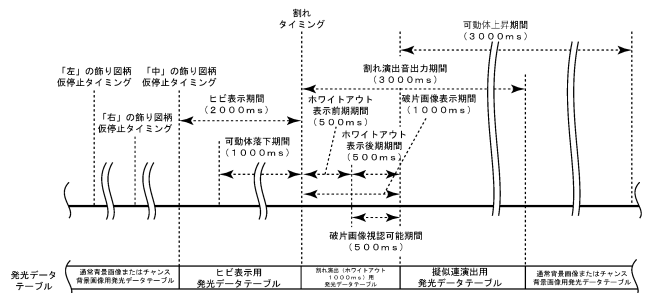 割れ
タイミング
可動体上昇期間
(3000ms)
「左」の飾り図柄
仮停止タイミング
「中」の飾り図柄
仮停止タイミング
割れ演出音出力期間
(3000ms)
ヒビ表示期間
(2000ms)
ホワイトアウト
表示前期期間
(500ms)
破片画像表示期間
(1000ms)
「右」の飾り図柄
仮停止タイミング
ホワイトアウト
表示後期期間
(500ms)
可動体落下期間
(1000ms)
破片画像視認可能期間
(500ms)
発光データ
テーブル
通常背景画像またはチャンス
背景画像用発光データテーブル
ヒビ表示用
発光データテーブル
割れ演出(ホワイトアウト
1000ms)用
発光データテーブル
擬似連演出用
発光データテーブル
通常背景画像またはチャンス
背景画像用発光データテーブル